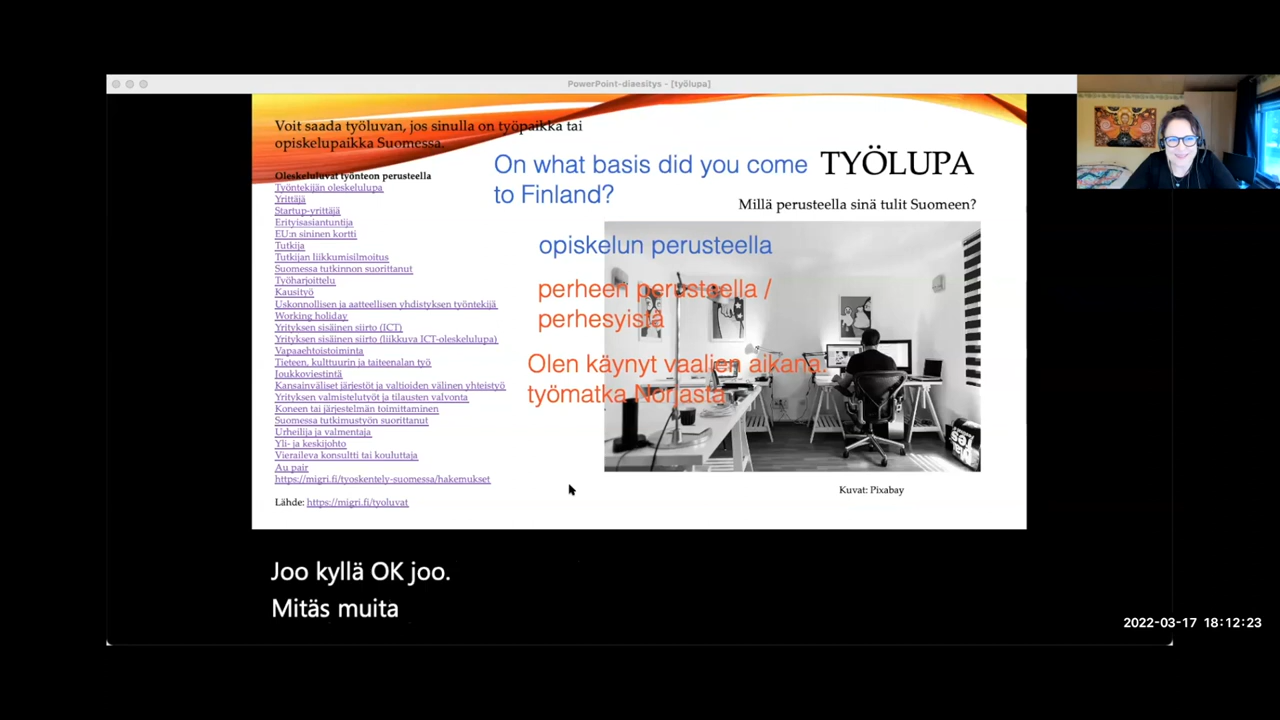 PowerPoint-diaesitys - [työlupa]
Voit saada työluvan, jos sinulla on työpaikka tai
opiskelupaikka Suomessa.
Oleskeluluvat työnteon perusteella
Työntekijän oleskelulupa
Yrittäjä
Startup-yrittäjä
Erityisasiantuntija
EU:n sininen kortti
Tutkija
Tutkijan liikkumisilmoitus
Suomessa tutkinnon suorittanut
Työharjoittelu
Kausityö
Uskonnollisen ja aatteellisen yhdistyksen työntekijä
Working holiday
Yrityksen sisäinen siirto (ICT)
Yrityksen sisäinen siirto (liikkuva ICT-oleskelulupa)
Vapaaehtoistoiminta
Tieteen, kulttuurin ja taiteenalan työ
Joukkoviestintä
Kansainväliset järjestöt ja valtioiden välinen yhteistyö
Yrityksen valmistelutyöt ja tilausten valvonta
Koneen tai järjestelmän toimittaminen
Suomessa tutkimustyön suorittanut
Urheilija ja valmentaja
Yli- ja keskijohto
Vieraileva konsultti tai kouluttaja
Au pair
https://migri.fi/tyoskentely-suomessa/hakemukset
Lähde: https://migri.fi/tyoluvat
On what basis did you come
to Finland?
TYÖLUPA
Millä perusteella sinä tulit Suomeen?
opiskelun perusteella
perheen perusteella /
perhesyistä
Olen käynyt vaalien aikana.
työmatka Norjasta
Kuvat: Pixabay
Joo kyllä OK joo.
Mitäs muita
2022-03-17 18:12:23